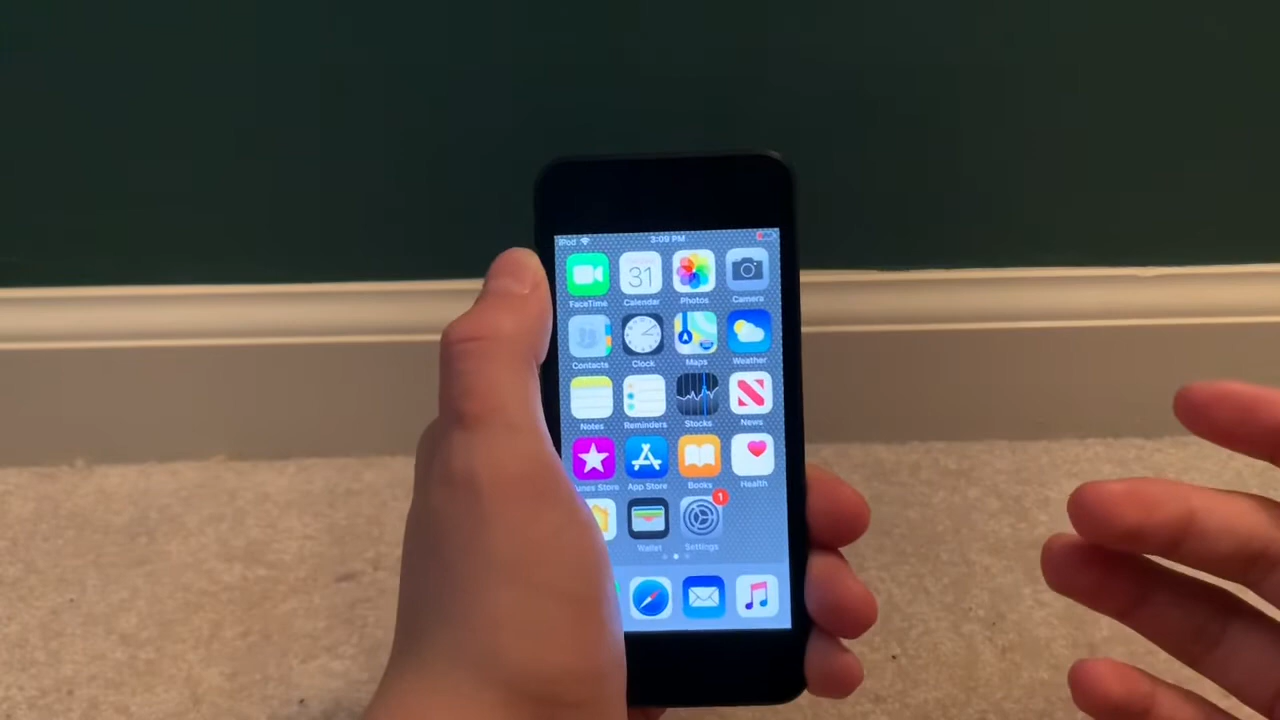 iPod 3:09 PM
31
FaceTime Calendar Photos Camera
Contacts Clock Maps Weather
Notes Reminders Stocks News
Tunes Store App Store Books Health
1
Wallet Settings